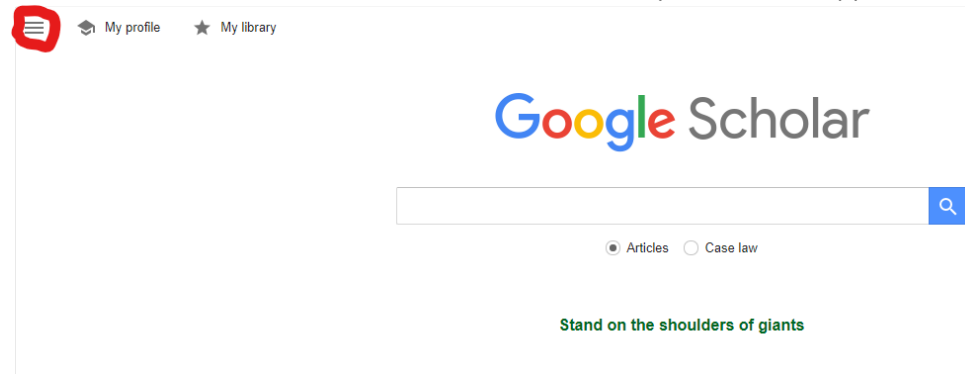 My profile My library
Google Scholar
Articles Case law
Stand on the shoulders of giants